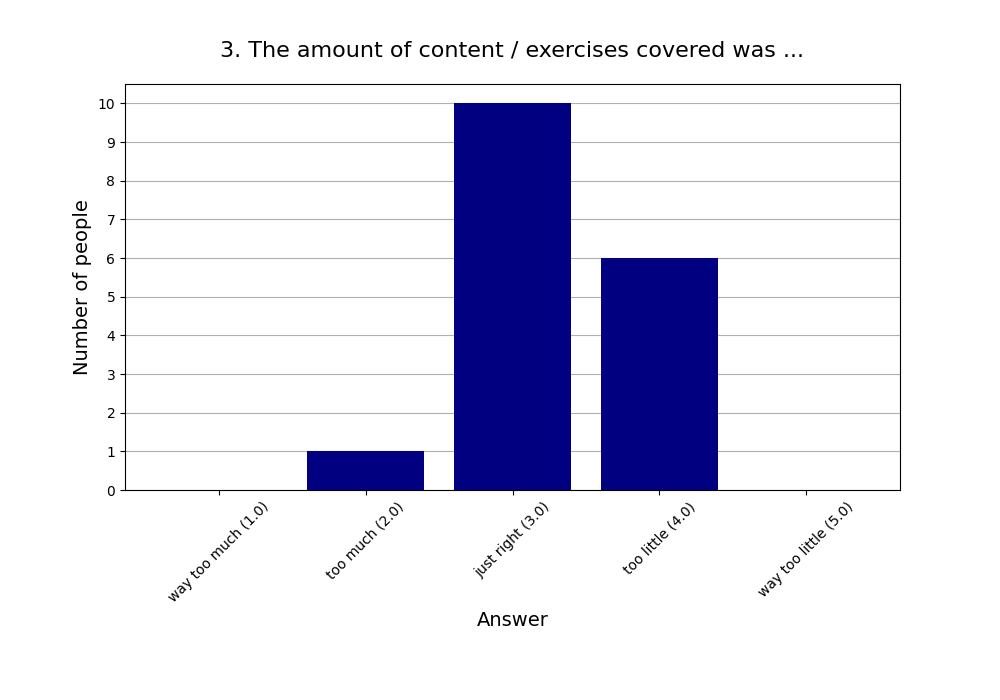 3. The amount of content / exercises covered was ...
Number of people
10
9
8
7
6
5
4
3
2
1
0
way too much (1.0)
too much (2.0)
just right (3.0)
too little (4.0)
way too little (5.0)
Answer